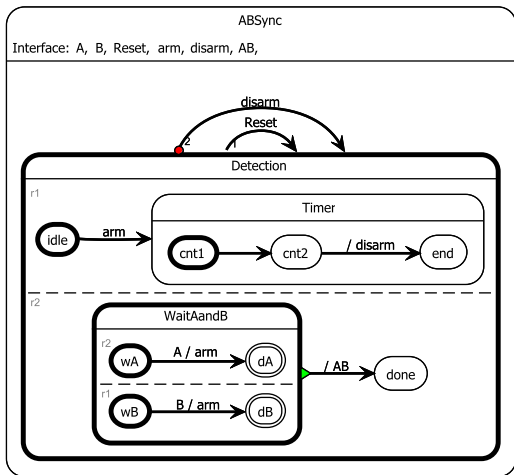 ABSync
Interface: A, B, Reset, arm, disarm, AB,
disarm
2
Reset
1
Detection
r1
Timer
idle
arm
cnt1
cnt2
/ disarm
end
r2
WaitAandB
r2
wA
A / arm
dA
/ AB
done
r1
wB
B / arm
dB